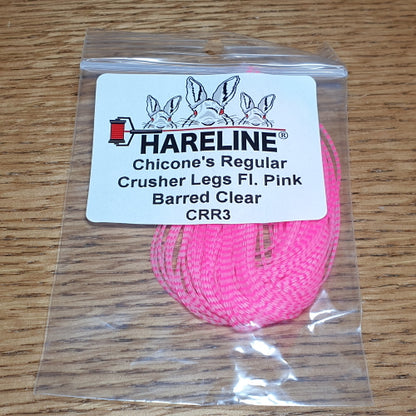 HARELINE®
Chicone's Regular
Crusher Legs Fl. Pink
Barred Clear
CRR3